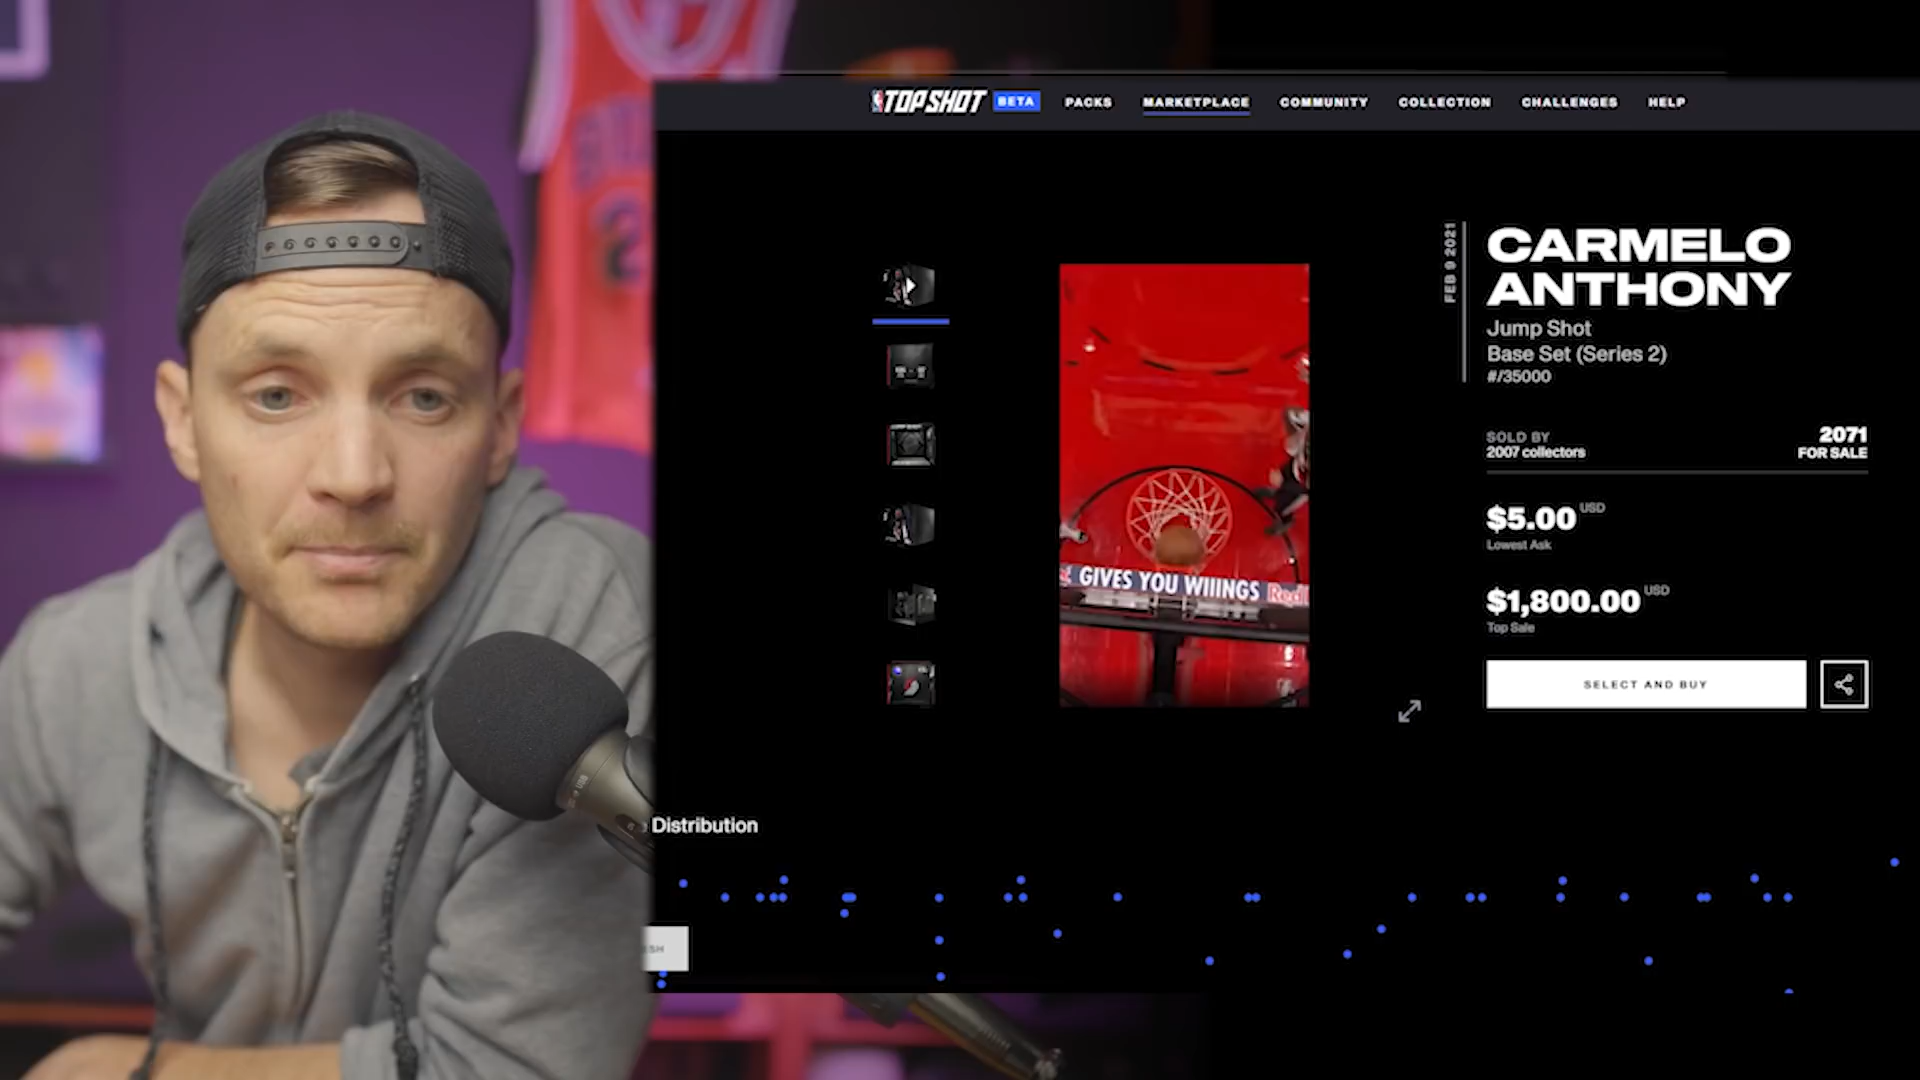 TOP SHOT BETA PACKS MARKETPLACE COMMUNITY COLLECTION CHALLENGES HELP
FEB 9 2021
CARMELO
ANTHONY
Jump Shot
Base Set (Series 2)
#/35000
SOLD BY
2007 collectors
2071
FOR SALE
$5.00 USD
Lowest Ask
$1,800.00 USD
Top Sale
SELECT AND BUY
GIVES YOU WIIINGS Red
Distribution
USB